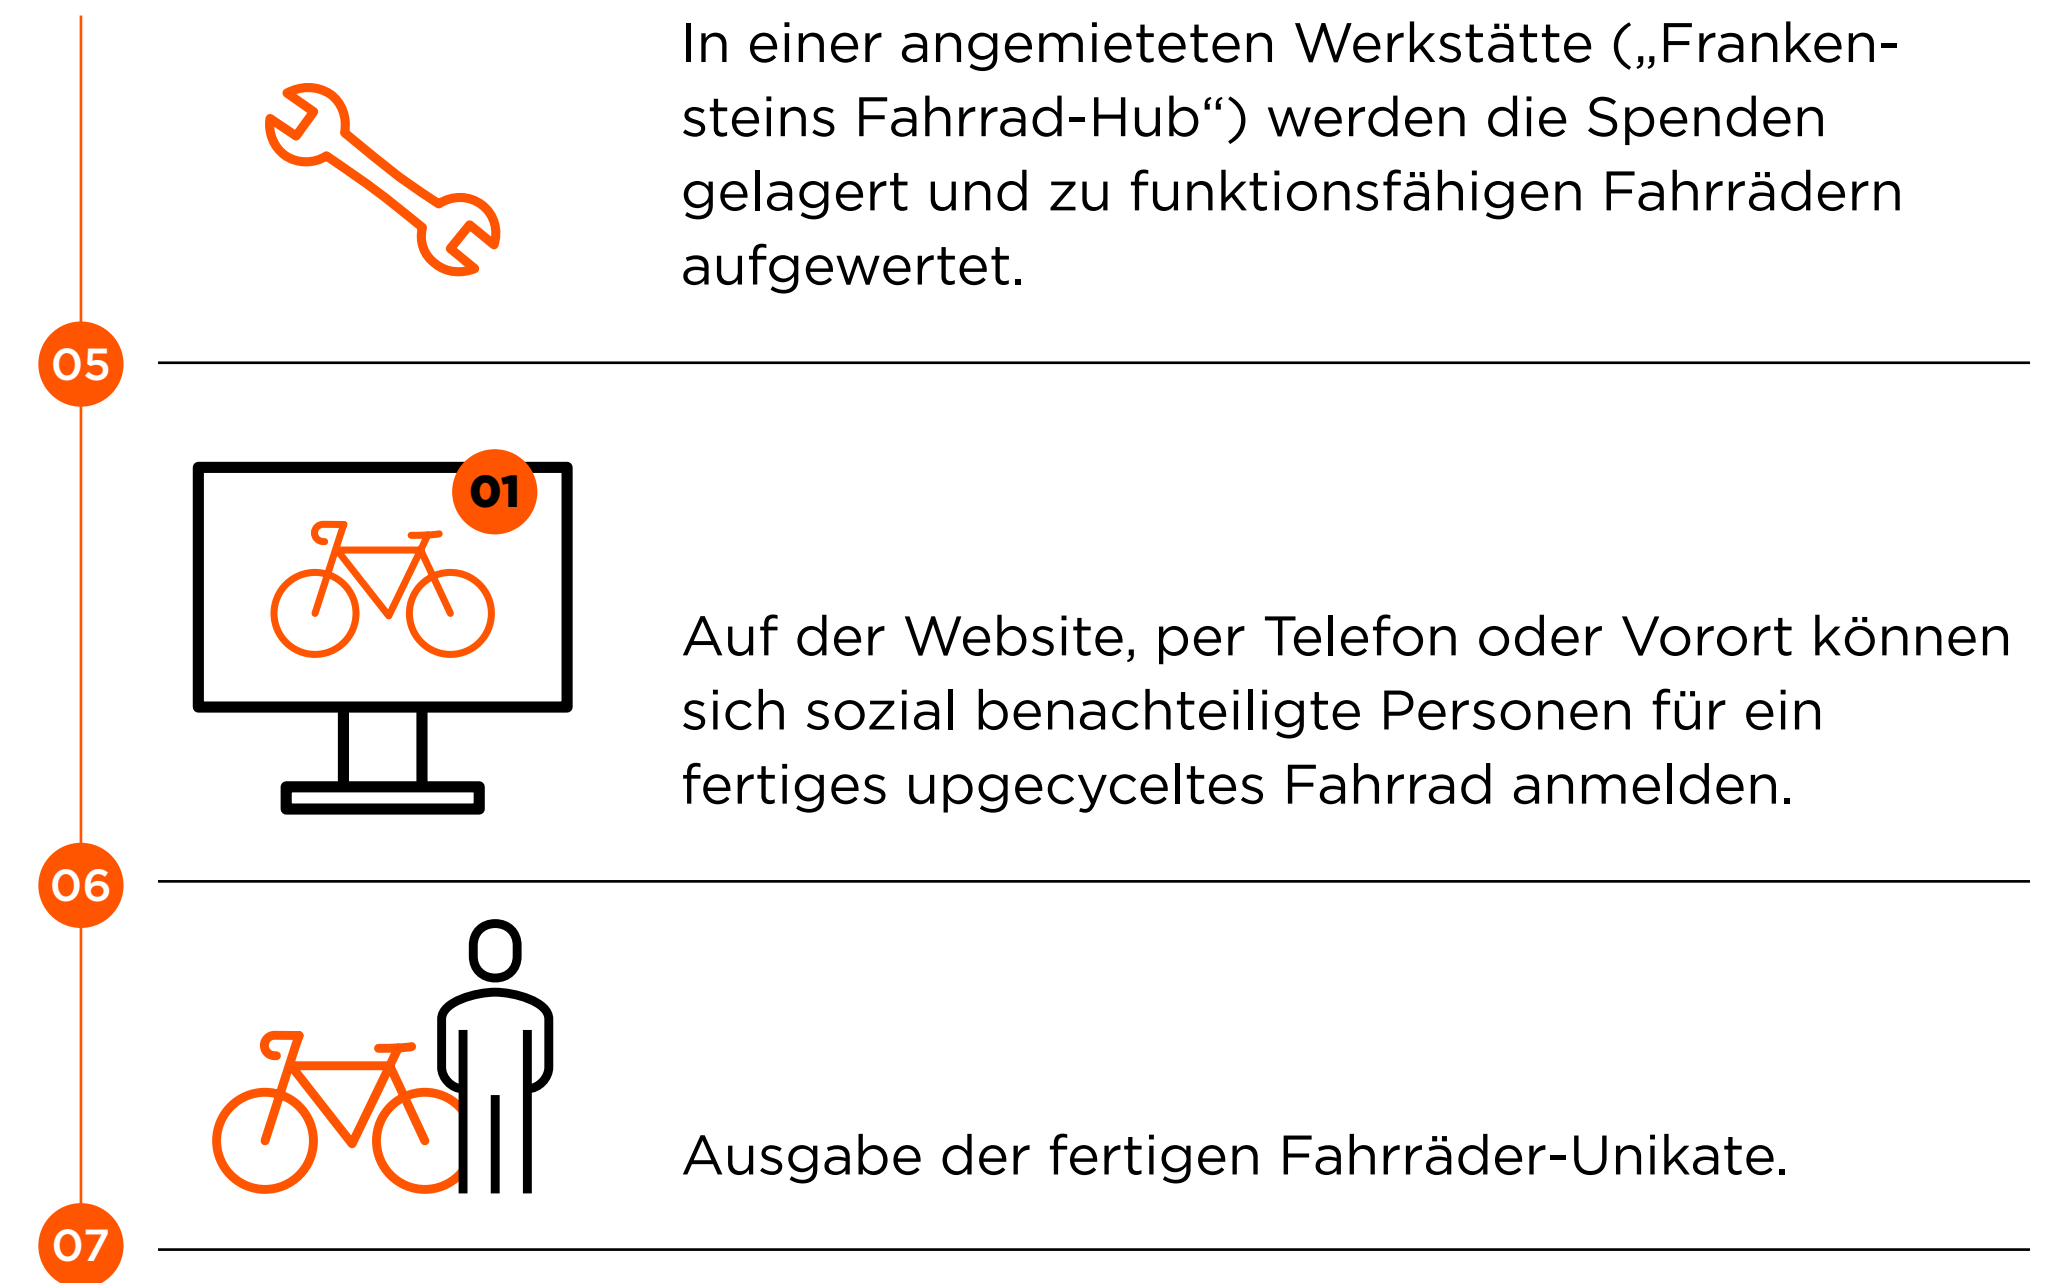 In einer angemieteten Werkstätte („Franken-
steins Fahrrad-Hub“) werden die Spenden
gelagert und zu funktionsfähigen Fahrrädern
aufgewertet.
05
01
Auf der Website, per Telefon oder Vorort können
sich sozial benachteiligte Personen für ein
fertiges upgecyceltes Fahrrad anmelden.
06
Ausgabe der fertigen Fahrräder-Unikate.
07